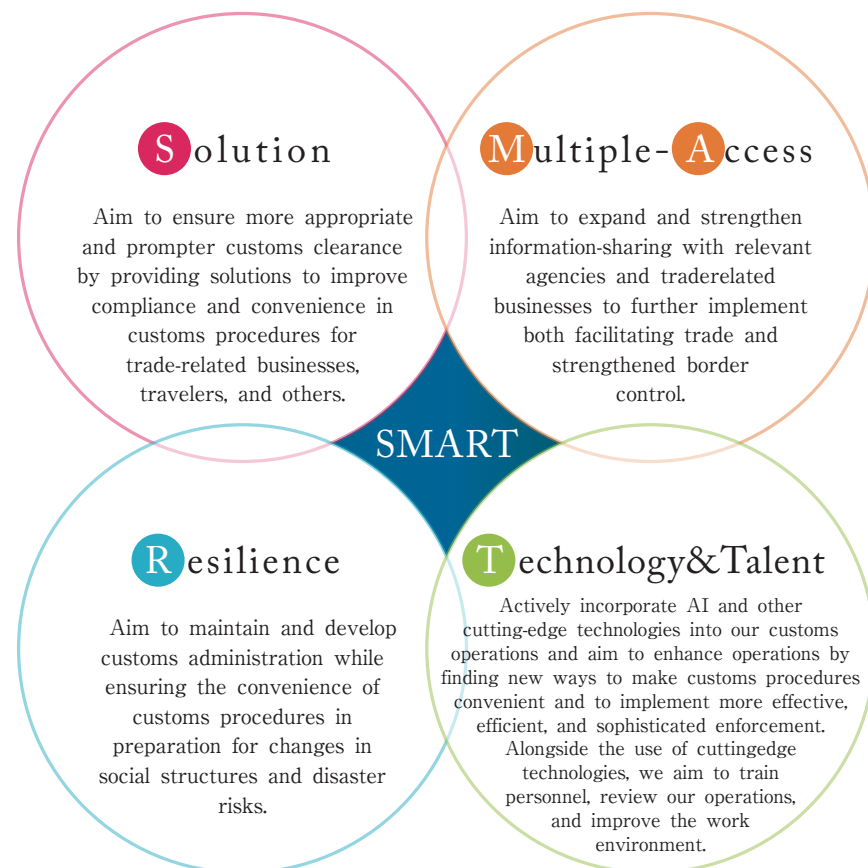 Solution
Aim to ensure more appropriate
and prompter customs clearance
by providing solutions to improve
compliance and convenience in
customs procedures for
trade-related businesses,
travelers, and others.
Multiple-Access
Aim to expand and strengthen
information-sharing with relevant
agencies and traderelated
businesses to further implement
both facilitating trade and
strengthened border
control.
SMART
Resilience
Aim to maintain and develop
customs administration while
ensuring the convenience of
customs procedures in
preparation for changes in
social structures and disaster
risks.
Technology&Talent
Actively incorporate AI and other
cutting-edge technologies into our customs
operations and aim to enhance operations by
finding new ways to make customs procedures
convenient and to implement more effective,
efficient, and sophisticated enforcement.
Alongside the use of cuttingedge
technologies, we aim to train
personnel, review our operations,
and improve the work
environment.